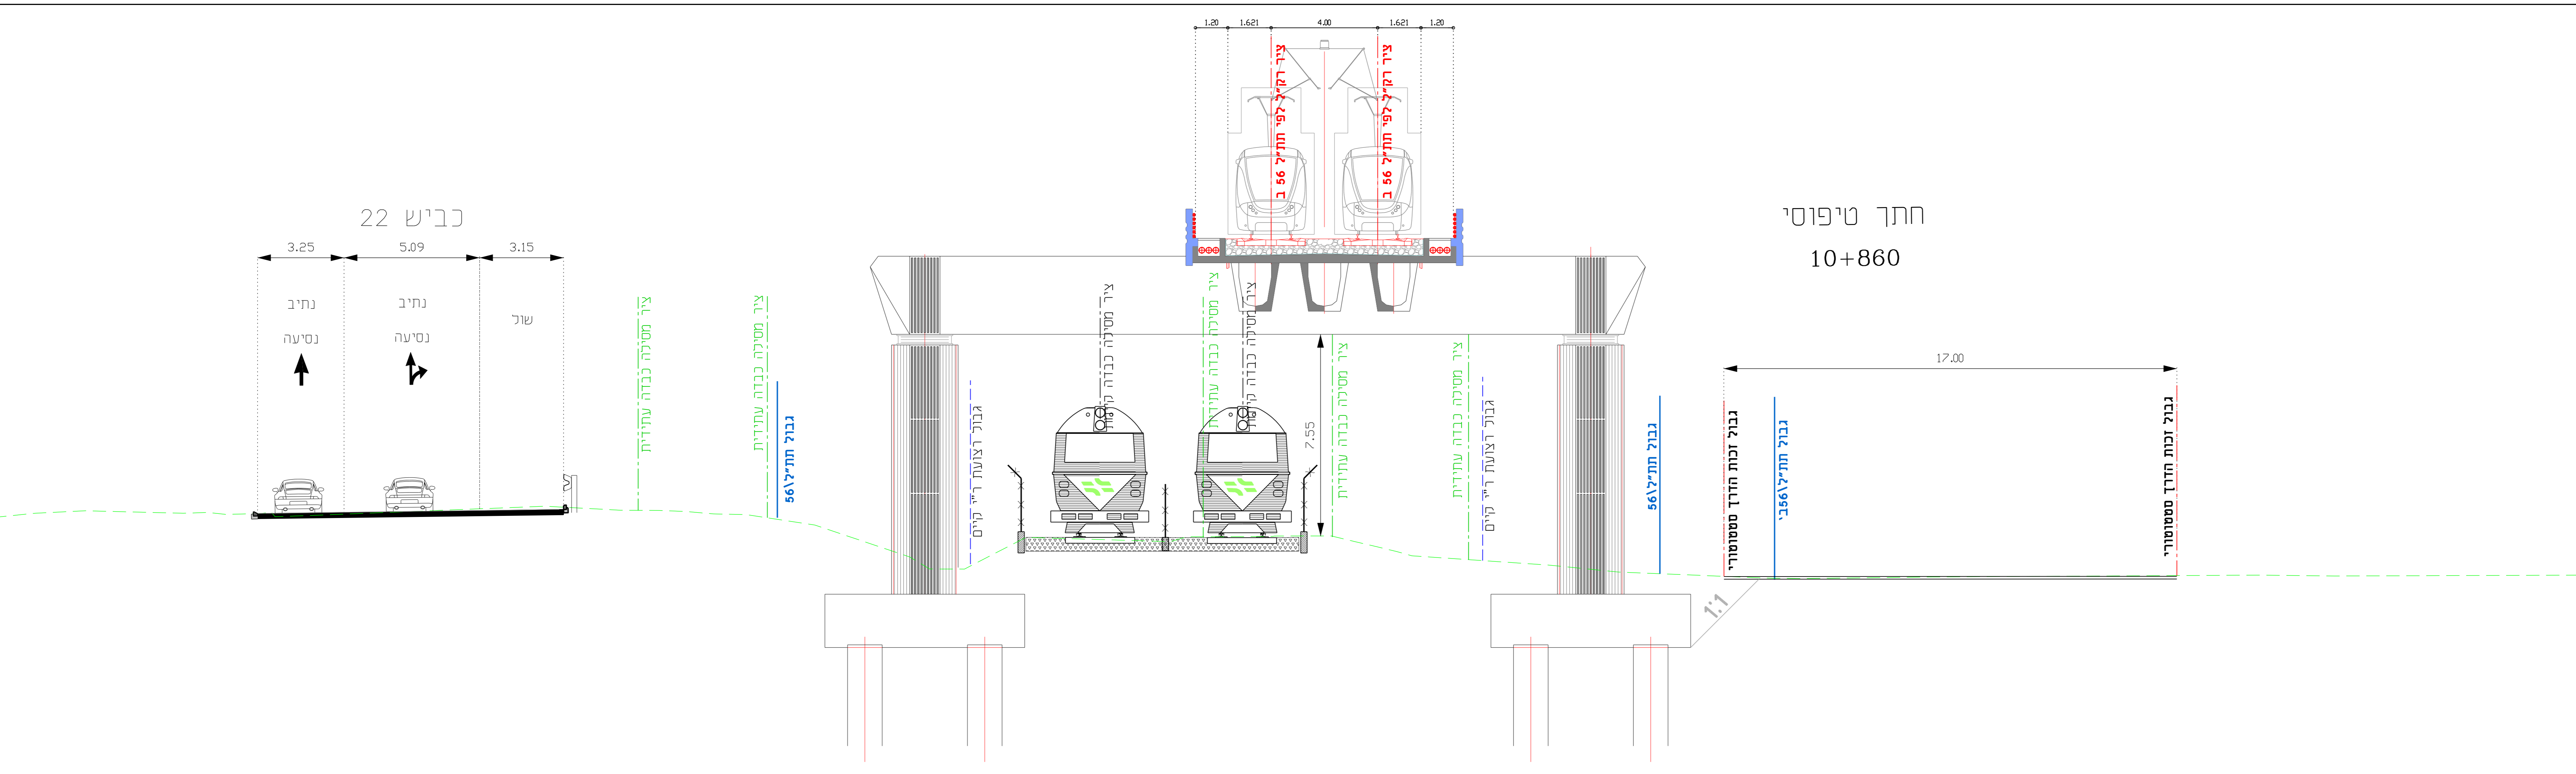 1.20 1.621 4.00 1.621 1.20
ציר רק"ל לפי תת"ל 56 ב
ציר רק"ל לפי תת"ל 56 ב
כביש 22
3.25 5.09 3.15
נתיב
נסיעה
נתיב
נסיעה
שול
חתך טיפוסי
10+860
ציר מסילה כבדה עתידית
ציר מסילה כבדה עתידית
גבול תת"ל\56
גבול רצועת ר"י קיים
ציר מסילה כבדה
ציר מסילה כבדה עתידית
ציר מסילה כבדה
7.55
ציר מסילה כבדה עתידית
ציר מסילה כבדה עתידית
גבול רצועת ר"י קיים
גבול תת"ל\56
גבול זכות הדרך סטטוטורי
גבול תת"ל\56בי
17.00
גבול זכות הדרך סטטוטורי
1:1